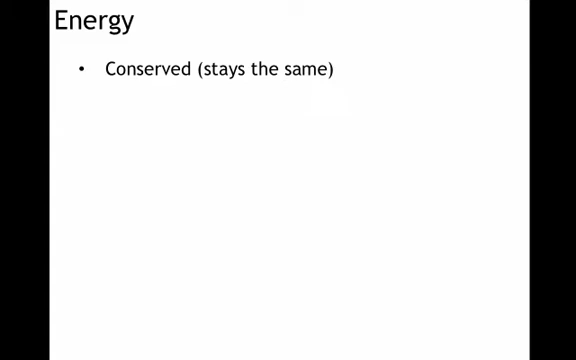 Energy
• Conserved (stays the same)